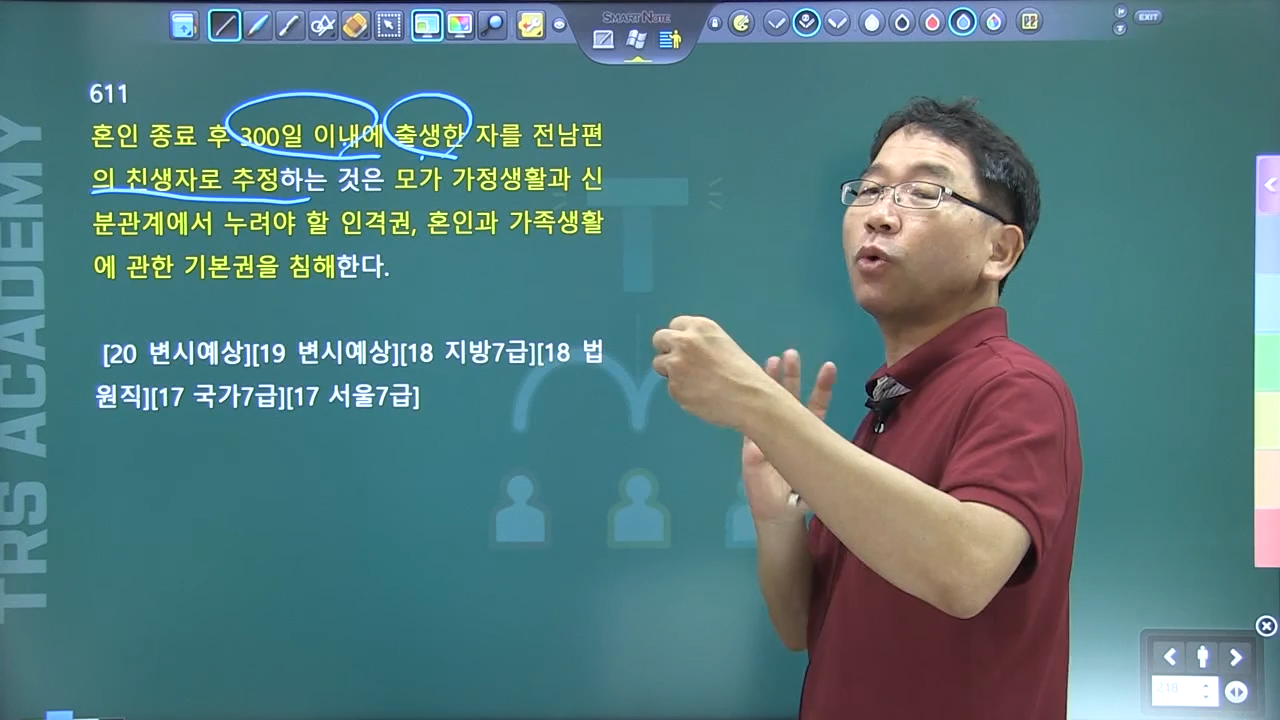 SMART NOTE
EXIT
611
혼인 종료 후 300일 이내에 출생한 자를 전남편
의 친생자로 추정하는 것은 모가 가정생활과 신
분관계에서 누려야 할 인격권, 혼인과 가족생활
에 관한 기본권을 침해한다.
[20 변시예상][19 변시예상][18 지방7급][18 법
원직][17 국가7급][17 서울7급]
TRS ACADEMY
218